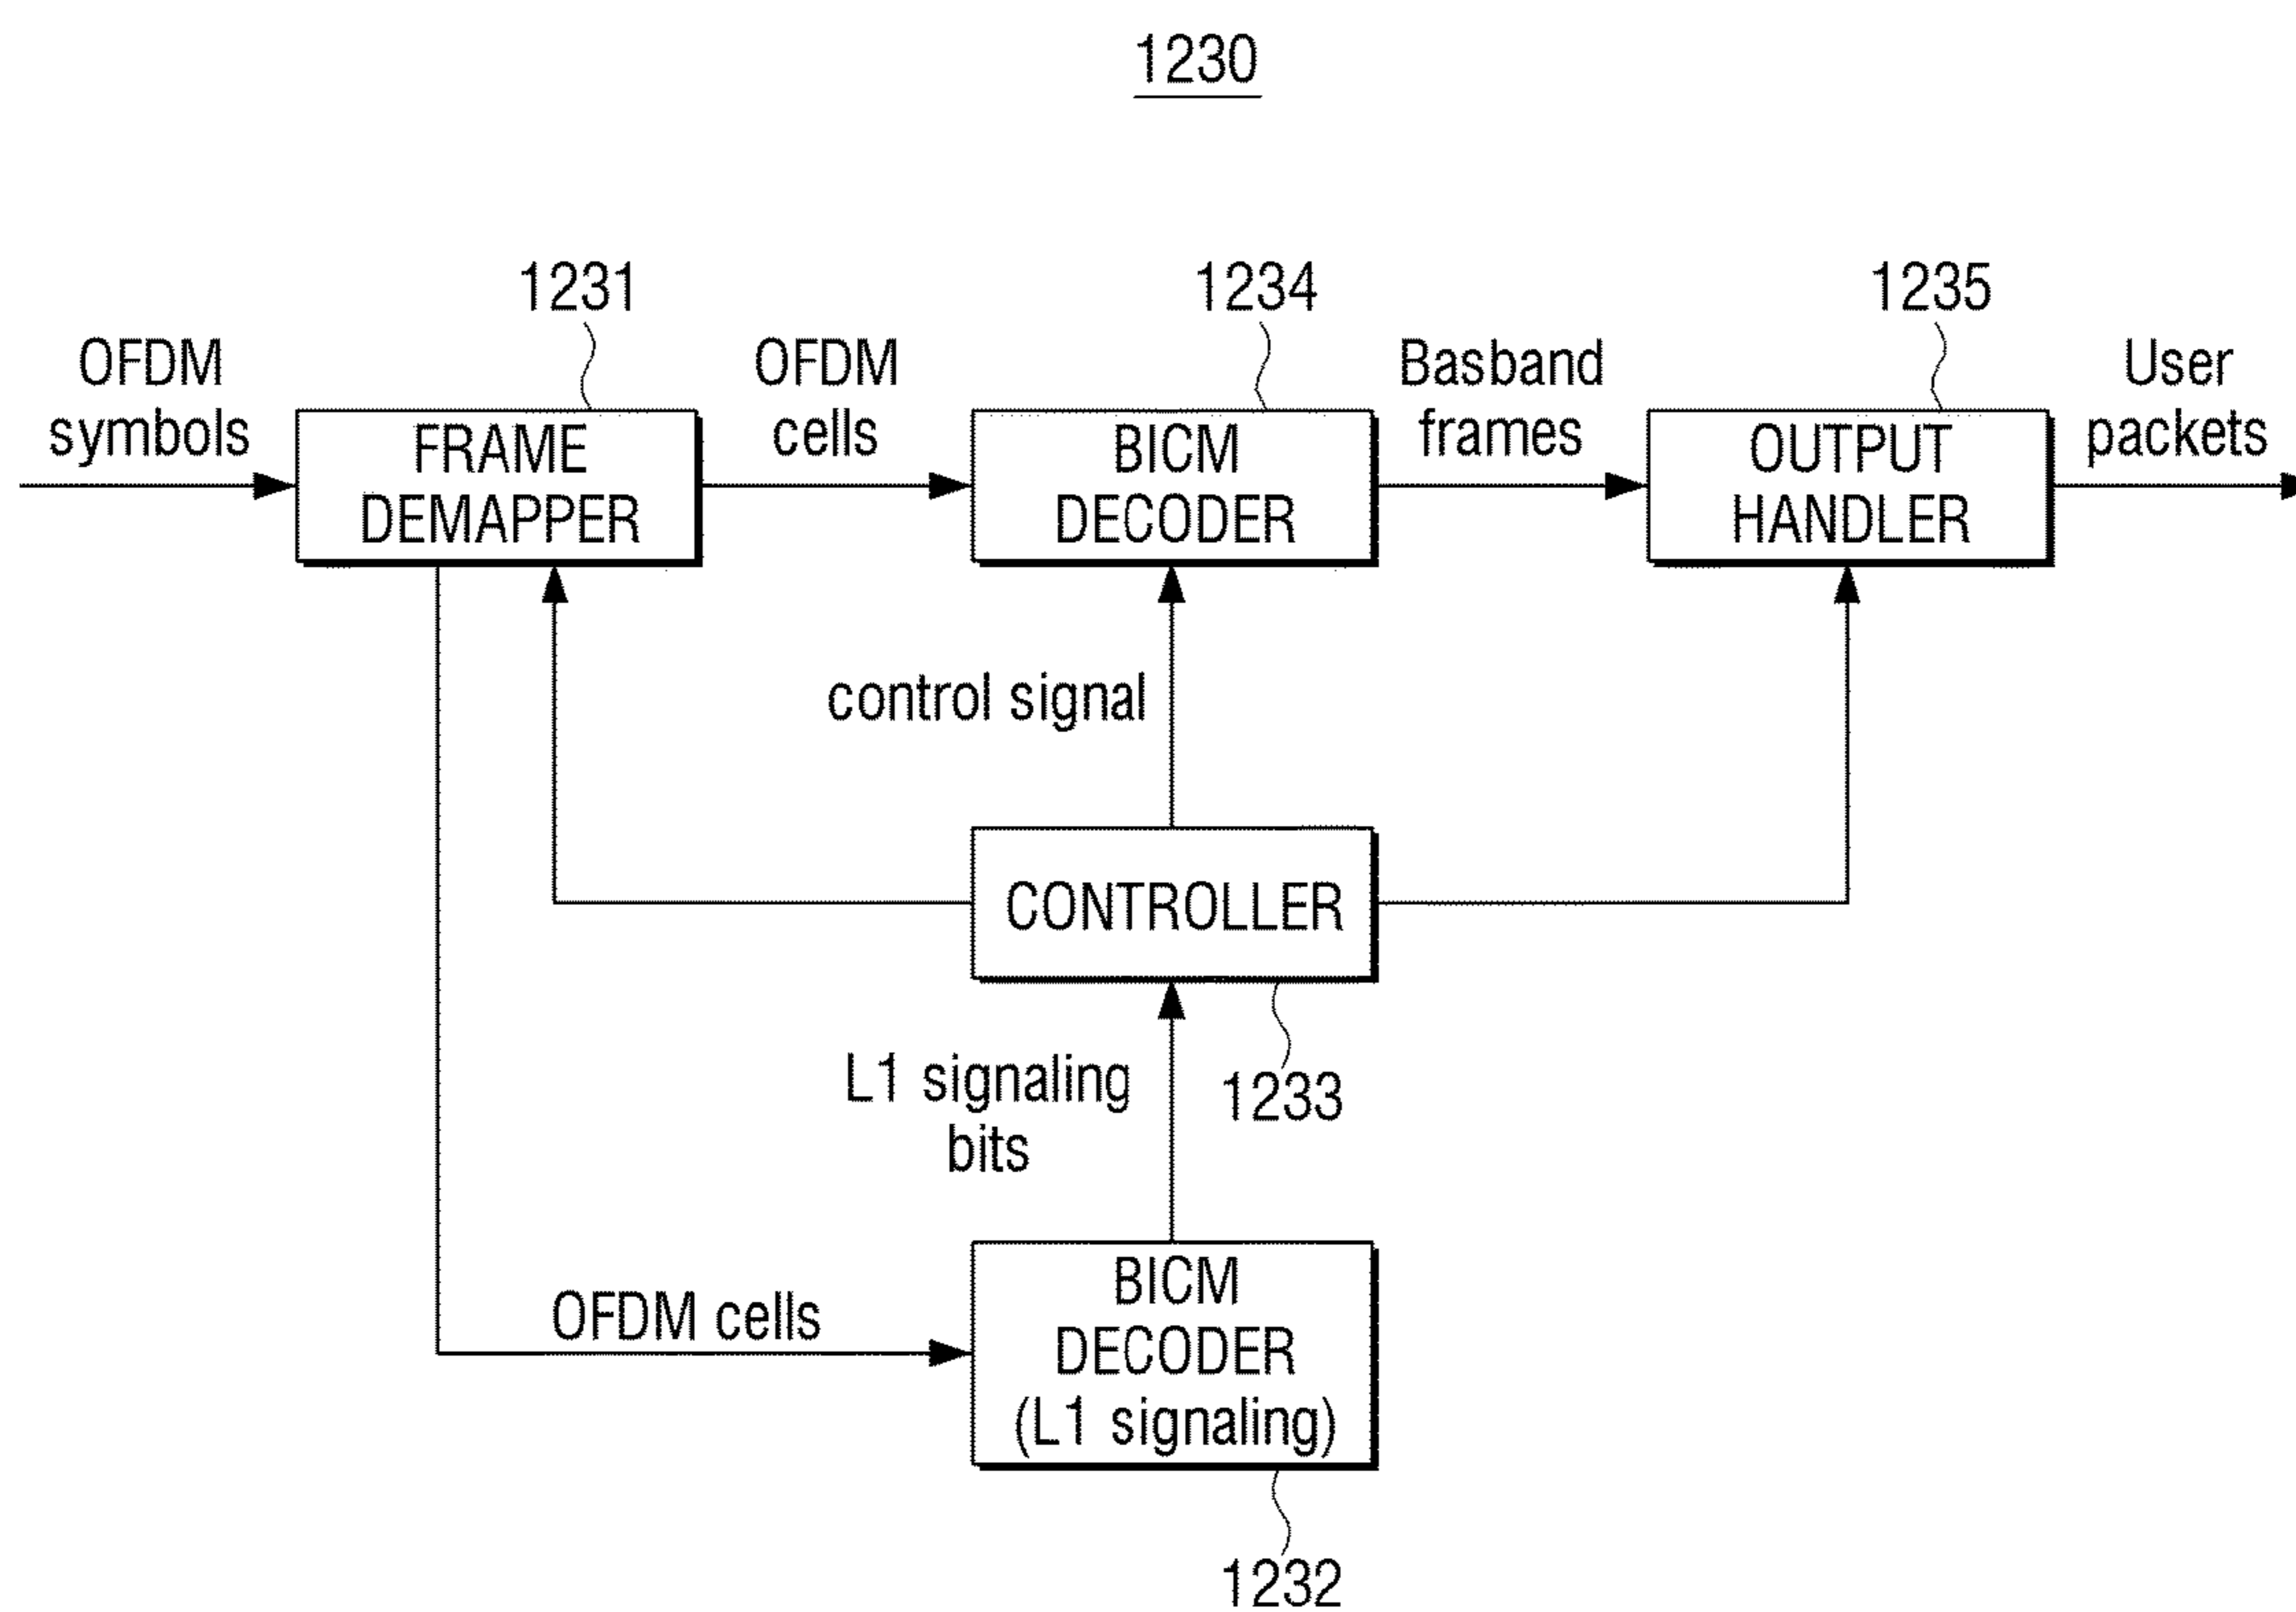 1230
1231
1234
1235
OFDM
symbols
FRAME
DEMAPPER
OFDM
cells
BICM
DECODER
Basband
frames
OUTPUT
HANDLER
User
packets
control signal
CONTROLLER
1233
L1 signaling
bits
OFDM cells
BICM
DECODER
(L1 signaling)
1232